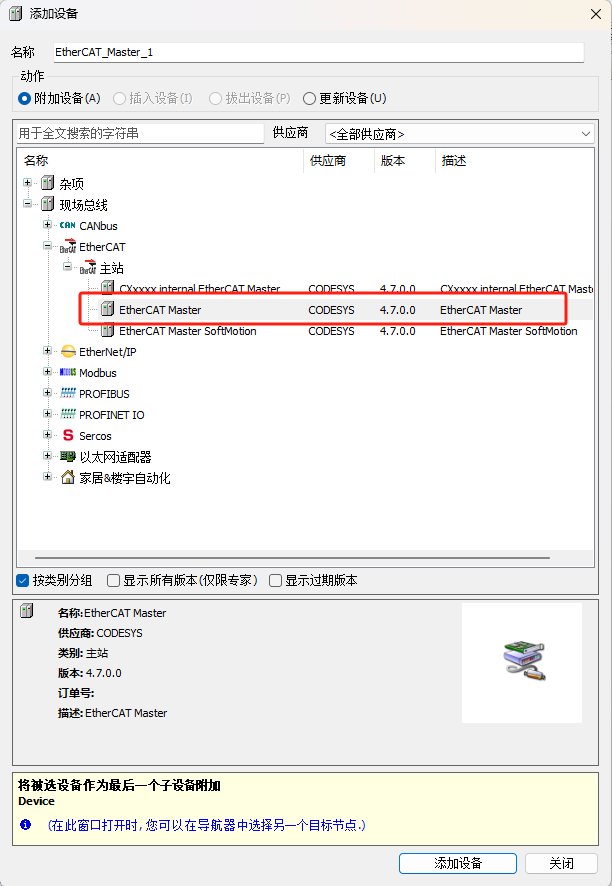 添加设备
名称 EtherCAT_Master_1
动作
附加设备(A) 插入设备(I) 拔出设备(P) 更新设备(U)
用于全文搜索的字符串 供应商 <全部供应商>
名称 供应商 版本 描述
杂项
现场总线
CAN CANbus
EtherCAT
主站
CXxxxx internal EtherCAT Master CODESYS 4.7.0.0 CXxxxx internal EtherCAT Mast
EtherCAT Master CODESYS 4.7.0.0 EtherCAT Master
EtherCAT Master SoftMotion CODESYS 4.7.0.0 EtherCAT Master SoftMotion
EtherNet/IP
Modbus
PROFIBUS
PROFINET IO
S Sercos
以太网适配器
家居&楼宇自动化
按类别分组 显示所有版本(仅限专家) 显示过期版本
名称:EtherCAT Master
供应商: CODESYS
类别: 主站
版本: 4.7.0.0
订单号:
描述: EtherCAT Master
将被选设备作为最后一个子设备附加
Device
(在此窗口打开时,您可以在导航器中选择另一个目标节点.)
添加设备 关闭